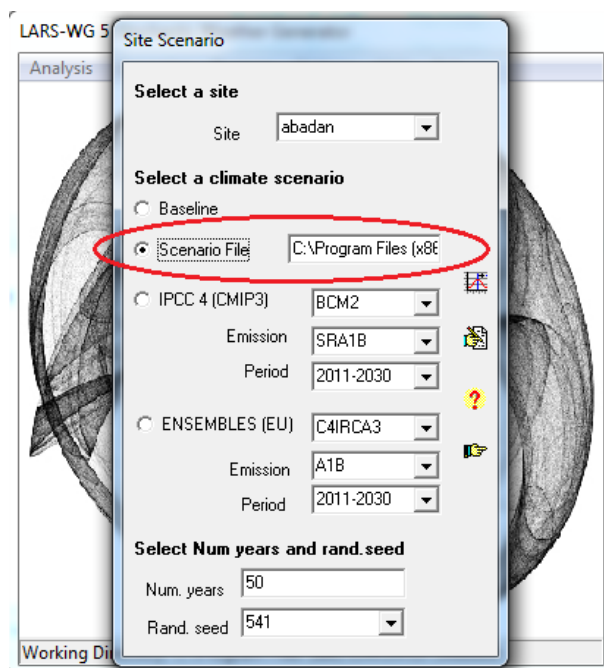 LARS-WG 5
Site Scenario
Analysis
Select a site
Site abadan
Select a climate scenario
Baseline
Scenario File C:\Program Files (x86
IPCC 4 (CMIP3) BCM2
Emission SRA1B
Period 2011-2030
?
ENSEMBLES (EU) C4IRCA3
Emission A1B
Period 2011-2030
Select Num years and rand.seed
Num. years 50
Rand. seed 541
Working Di